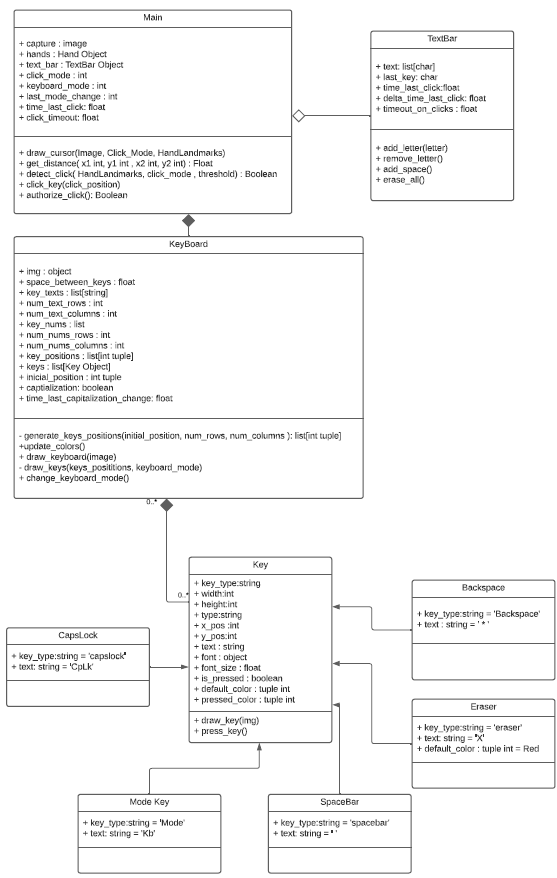 Main
+ capture : image
+ hands : Hand Object
+ text_bar : TextBar Object
+ click_mode : int
+ keyboard_mode : int
+ last_mode_change : int
+ time_last_click: float
+ click_timeout: float
+ draw_cursor(Image, Click_Mode, HandLandmarks)
+ get_distance( x1 int, y1 int , x2 int, y2 int) : Float
+ detect_click( HandLandmarks, click_mode , threshold) : Boolean
+ click_key(click_position)
+ authorize_click(): Boolean
TextBar
+ text: list[char]
+ last_key: char
+ time_last_click:float
+ delta_time_last_click: float
+ timeout_on_clicks : float
+ add_letter(letter)
+ remove_letter()
+ add_space()
+ erase_all()
KeyBoard
+ img : object
+ space_between_keys : float
+ key_texts : list[string]
+ num_text_rows : int
+ num_text_columns : int
+ key_nums : list
+ num_nums_rows : int
+ num_nums_columns : int
+ key_positions : list[int tuple]
+ keys : list[Key Object]
+ inicial_position : int tuple
+ captialization: boolean
+ time_last_capitalization_change: float
- generate_keys_positions(initial_position, num_rows, num_columns ): list[int tuple]
+update_colors()
+ draw_keyboard(image)
- draw_keys(keys_posititions, keyboard_mode)
+ change_keyboard_mode()
0..*
0..*
Key
+ key_type:string
+ width:int
+ height:int
+ type:string
+ x_pos :int
+ y_pos:int
+ text : string
+ font : object
+ font_size : float
+ is_pressed : boolean
+ default_color : tuple int
+ pressed_color : tuple int
+ draw_key(img)
+ press_key()
Backspace
+ key_type:string = 'Backspace'
+ text : string = ' * '
CapsLock
+ key_type:string = 'capslock"
+ text: string = 'CpLk'
Eraser
+ key_type:string = 'eraser'
+ text: string = "X'
+ default_color : tuple int = Red
Mode Key
+ key_type:string = 'Mode'
+ text: string = 'Kb'
SpaceBar
+ key_type:string = 'spacebar'
+ text: string = " '